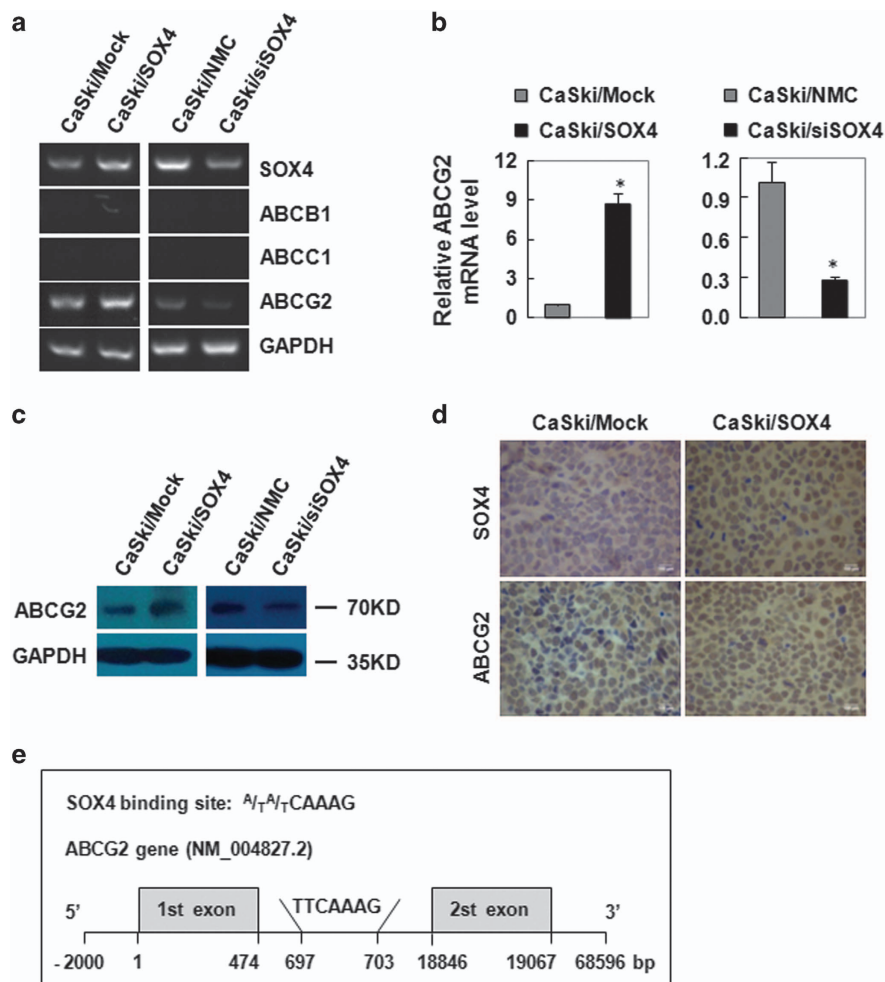 a
CaSki/Mock
CaSki/SOX4
CaSki/NMC
CaSki/siSOX4
SOX4
ABCB1
ABCC1
ABCG2
GAPDH
b
CaSki/Mock
CaSki/SOX4
CaSki/NMC
CaSki/siSOX4
Relative ABCG2
mRNA level
12
9
6
3
0
*
1.2
0.9
0.6
0.3
0.0
*
c
CaSki/Mock
CaSki/SOX4
CaSki/NMC
CaSki/siSOX4
ABCG2
70KD
GAPDH
35KD
d
CaSki/Mock
CaSki/SOX4
SOX4
ABCG2
e
SOX4 binding site: A/TA/TCAAAG
ABCG2 gene (NM_004827.2)
5’ 1st exon TTCAAAG 2nd exon 3’
-2000 1 474 697 703 18846 19067 68596 bp